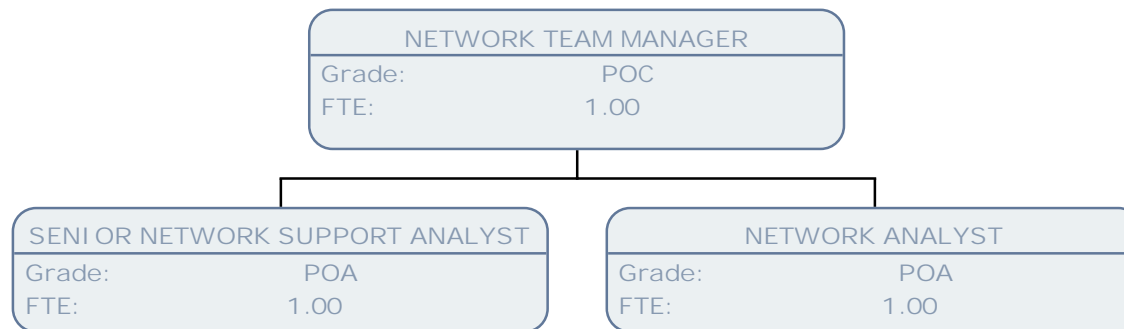 NETWORK TEAM MANAGER
Grade: POC
FTE: 1.00
SENIOR NETWORK SUPPORT ANALYST
Grade: POA
FTE: 1.00
NETWORK ANALYST
Grade: POA
FTE: 1.00